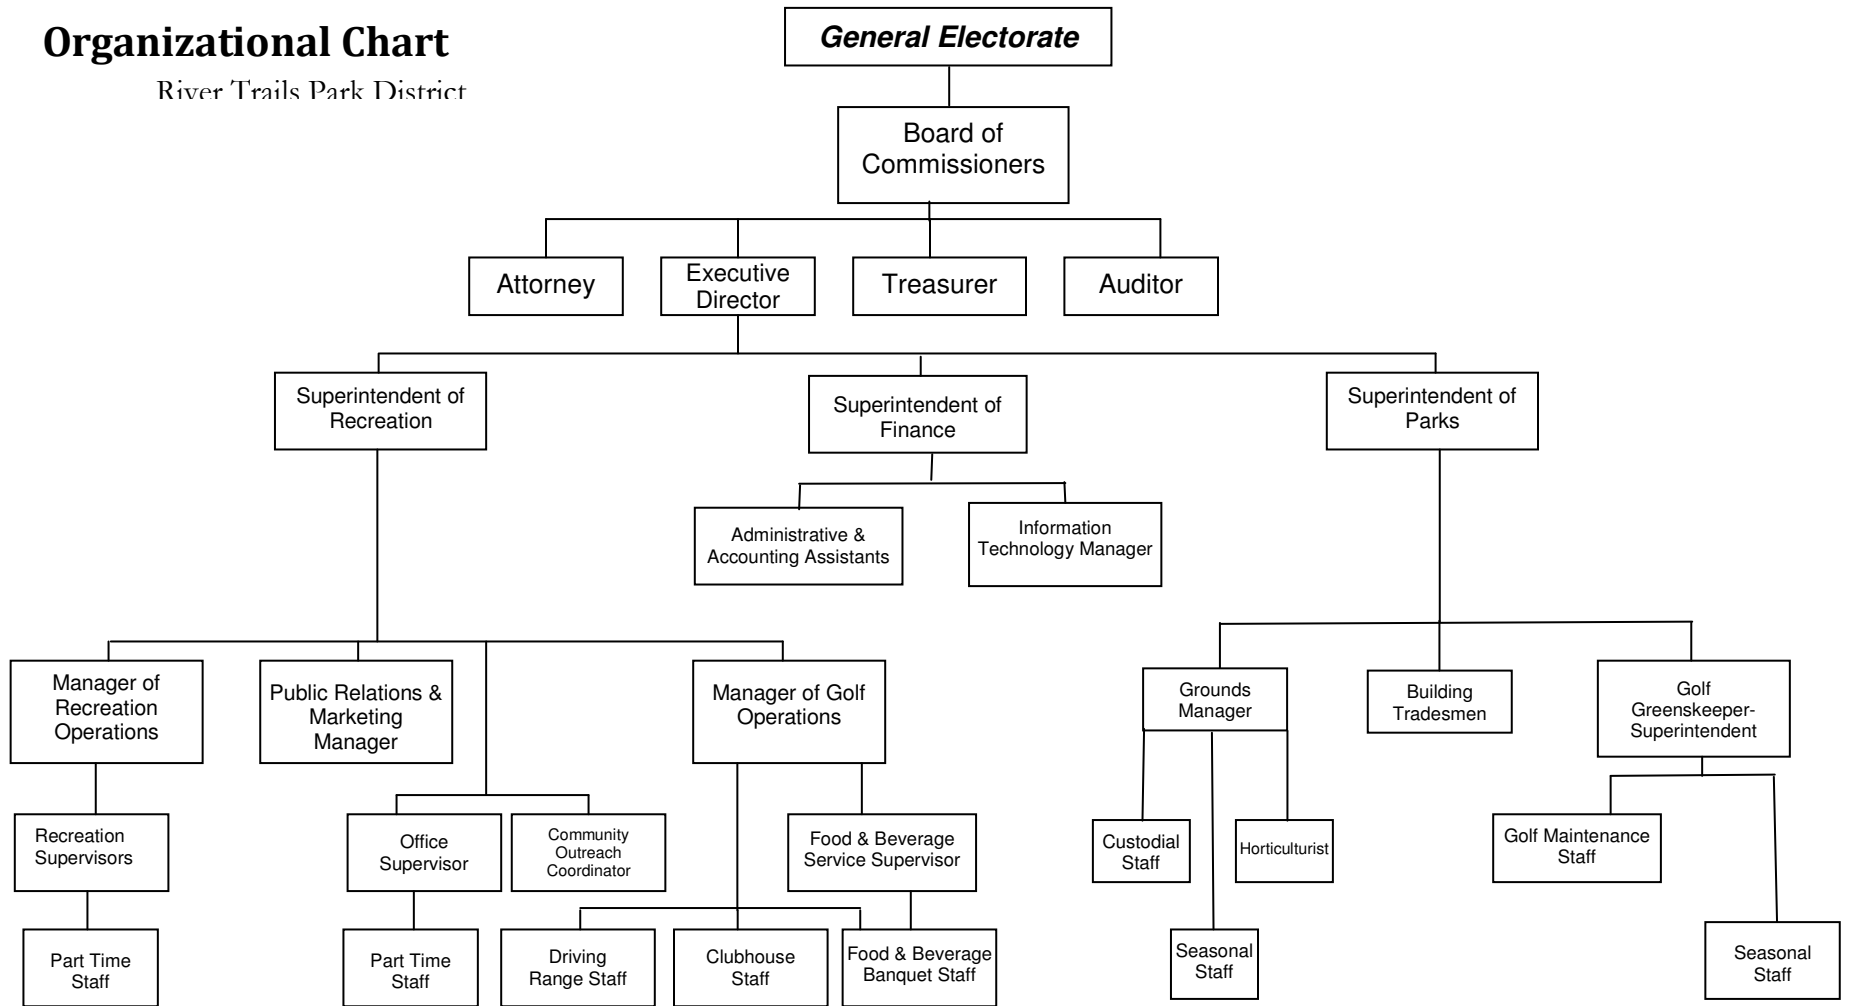 Organizational Chart
River Trails Park District
General Electorate
Board of
Commissioners
Attorney
Executive
Director
Treasurer
Auditor
Superintendent of
Recreation
Superintendent of
Finance
Superintendent of
Parks
Administrative &
Accounting Assistants
Information
Technology Manager
Manager of
Recreation
Operations
Public Relations &
Marketing
Manager
Manager of Golf
Operations
Grounds
Manager
Building
Tradesmen
Golf
Greenskeeper-
Superintendent
Recreation
Supervisors
Office
Supervisor
Community
Outreach
Coordinator
Food & Beverage
Service Supervisor
Custodial
Staff
Horticulturist
Golf Maintenance
Staff
Part Time
Staff
Part Time
Staff
Driving
Range Staff
Clubhouse
Staff
Food & Beverage
Banquet Staff
Seasonal
Staff
Seasonal
Staff